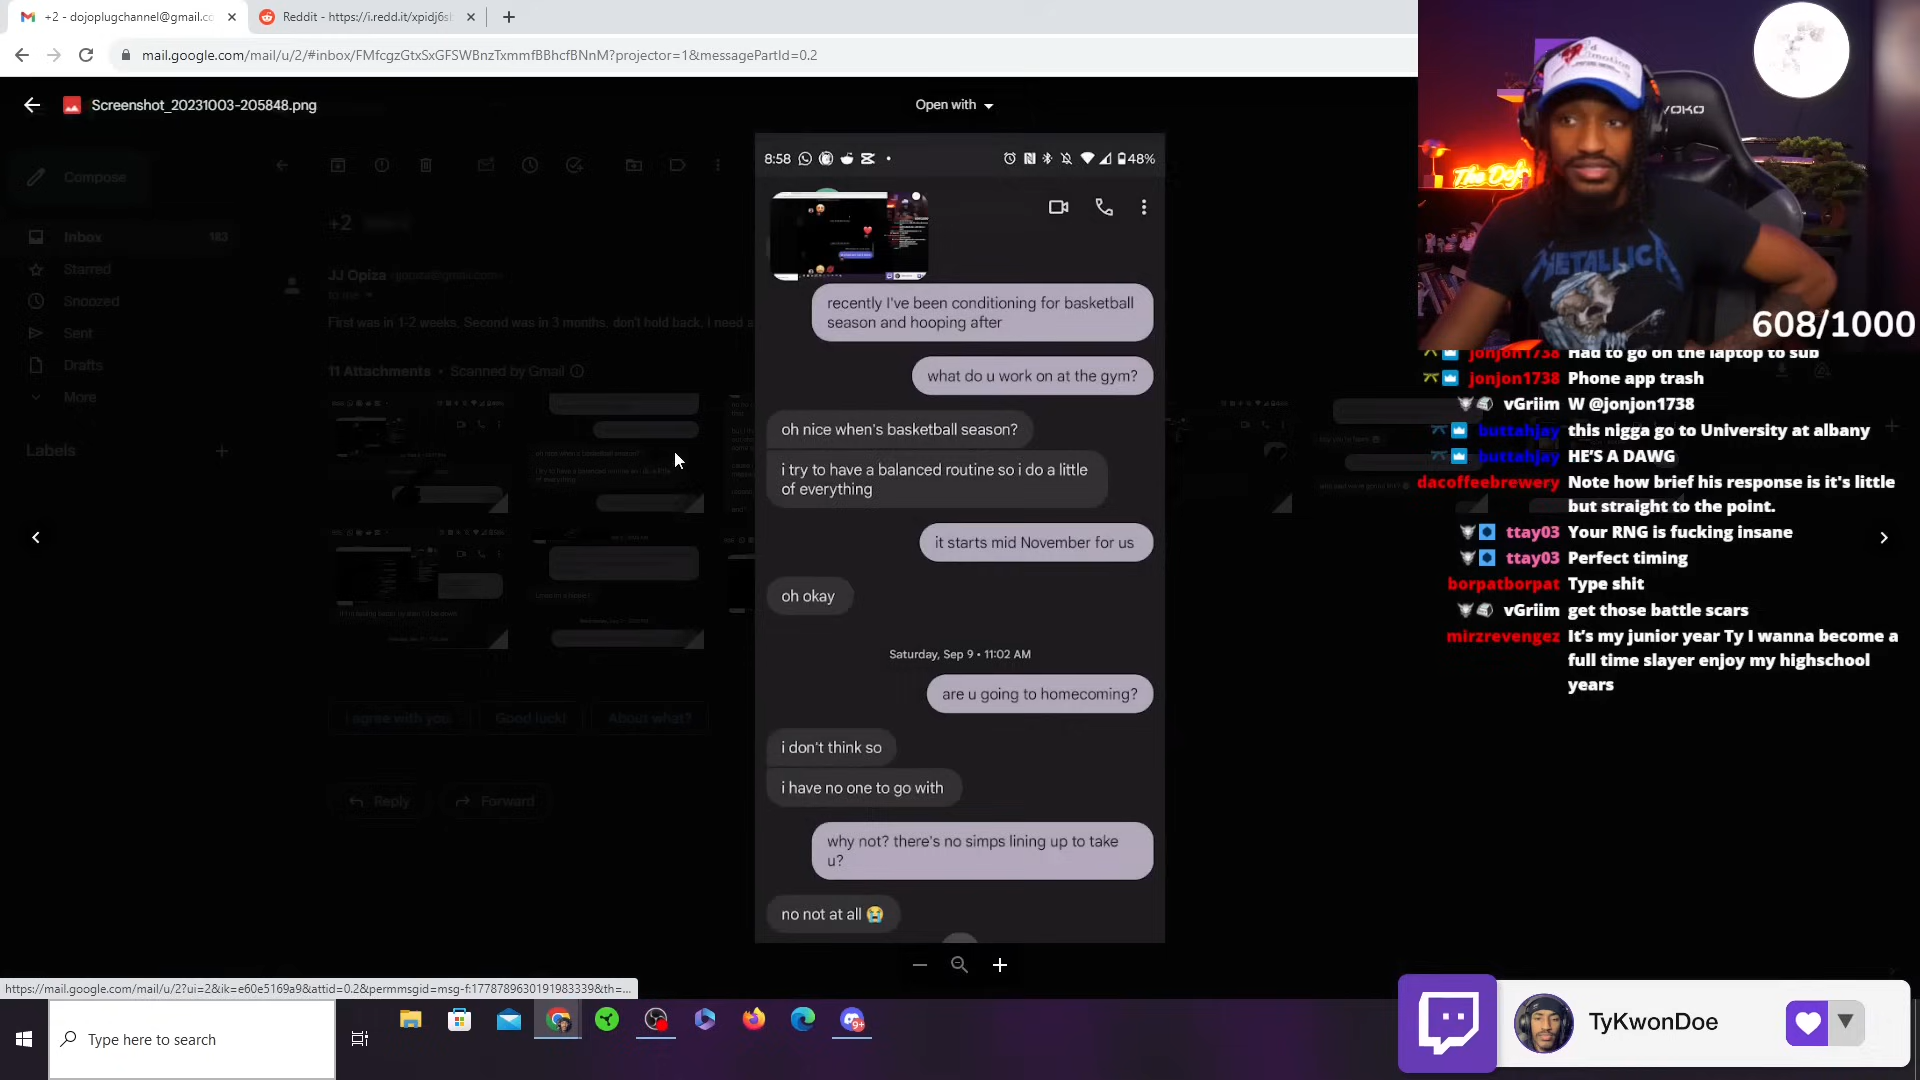 +2 - dojoplugchannel@gmail.co
Reddit - https://i.redd.it/xpidj6s
mail.google.com/mail/u/2/#inbox/FMfcgzGtxSxGFSWBnzTxmmfBBhcfBNnM?projector=1&messagePartId=0.2
Screenshot_20231003-205848.png
Open with
Compose
+2
Inbox
183
Starred
Snoozed
Sent
Drafts
More
Labels
JJ Opiza
to me
First was in 1-2 weeks, Second was in 3 months, don't hold back, i need a
11 Attachments • Scanned by Gmail
I agree with you
Good luck!
About what?
Reply
Forward
8:58
48%
recently I've been conditioning for basketball
season and hooping after
what do u work on at the gym?
oh nice when's basketball season?
i try to have a balanced routine so i do a little
of everything
it starts mid November for us
oh okay
Saturday, Sep 9 • 11:02 AM
are u going to homecoming?
i don't think so
i have no one to go with
why not? there's no simps lining up to take
u?
no not at all 😭
YOKO
The Dojo
METALLICA
608/1000
jonjon1738 Had to go on the laptop to sub
jonjon1738 Phone app trash
vGriim W @jonjon1738
buttahjay this nigga go to University at albany
buttahjay HE'S A DAWG
dacoffeebrewery Note how brief his response is it's little
but straight to the point.
ttay03 Your RNG is fucking insane
ttay03 Perfect timing
borpatborpat Type shit
vGriim get those battle scars
mirzrevengez It's my junior year Ty I wanna become a
full time slayer enjoy my highschool
years
https://mail.google.com/mail/u/2?ui=2&ik=e60e5169a9&attid=0.2&permmsgid=msg-f:1778789630191983339&th=...
Type here to search
9+
TyKwonDoe